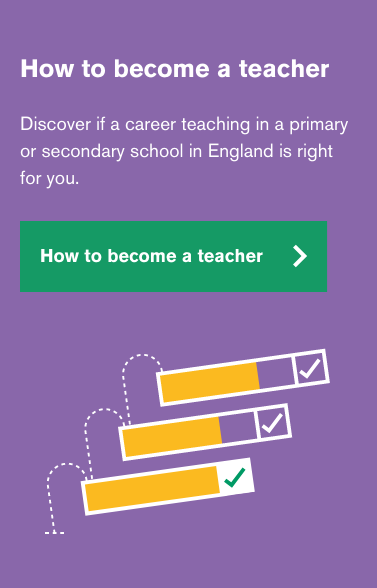 How to become a teacher
Discover if a career teaching in a primary
or secondary school in England is right
for you.
How to become a teacher